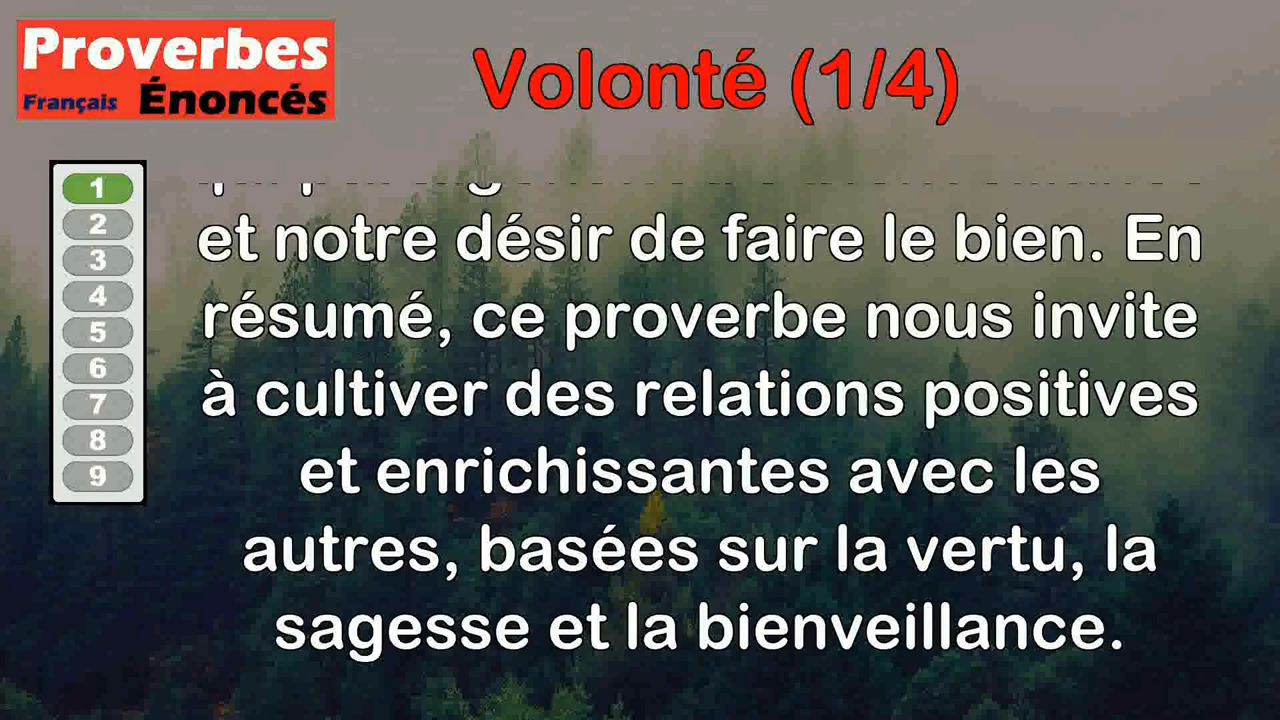 Proverbes
Français Énoncés
Volonté (1/4)
1
2
3
4
5
6
7
8
9
et notre désir de faire le bien. En
résumé, ce proverbe nous invite
à cultiver des relations positives
et enrichissantes avec les
autres, basées sur la vertu, la
sagesse et la bienveillance.